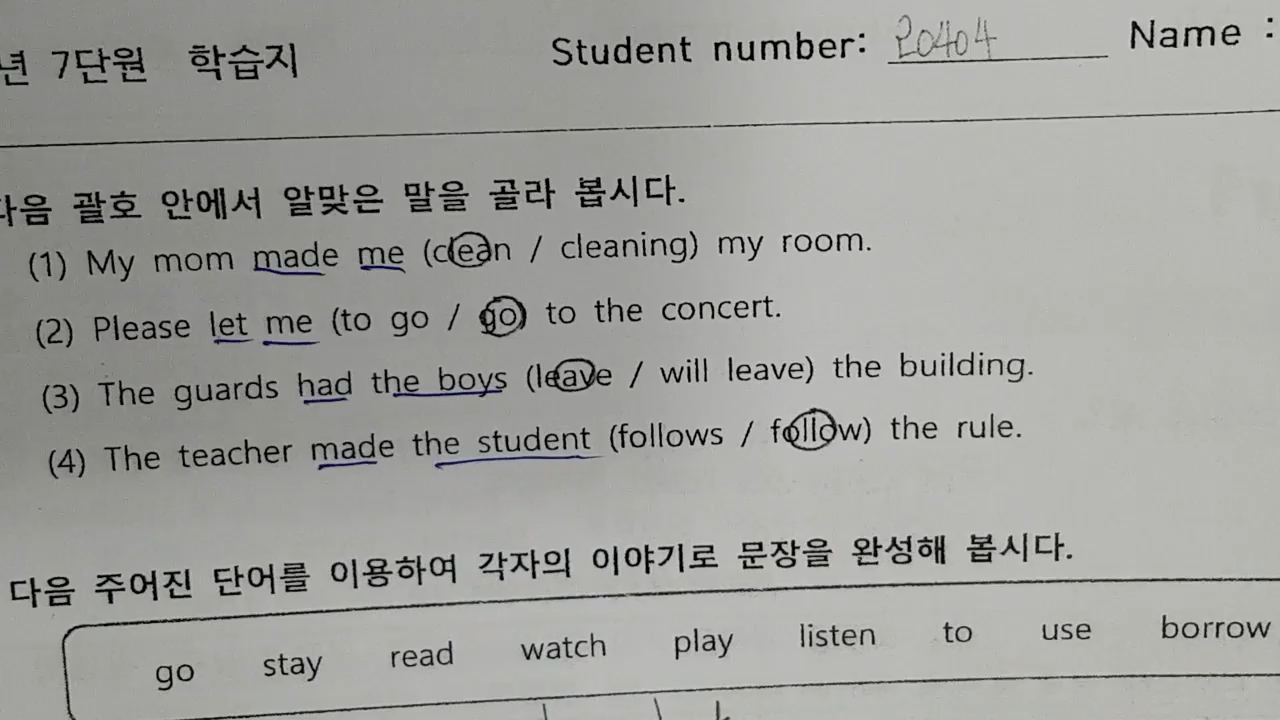 년 7단원 학습지 Student number: 20404 Name :
다음 괄호 안에서 알맞은 말을 골라 봅시다.
(1) My mom made me (clean / cleaning) my room.
(2) Please let me (to go / go) to the concert.
(3) The guards had the boys (leave / will leave) the building.
(4) The teacher made the student (follows / follow) the rule.
다음 주어진 단어를 이용하여 각자의 이야기로 문장을 완성해 봅시다.
go stay read watch play listen to use borrow